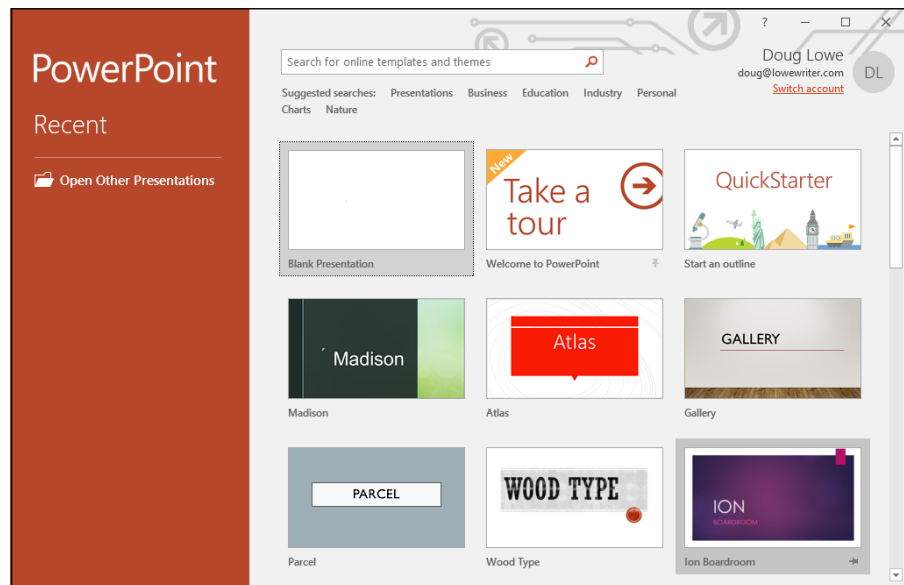 PowerPoint
Recent
Open Other Presentations
?
Search for online templates and themes
Suggested searches: Presentations Business Education Industry Personal
Charts Nature
Doug Lowe
doug@lowewriter.com
Switch account
DL
Blank Presentation
New
Take a
tour
Welcome to PowerPoint
QuickStarter
Start an outline
Madison
Madison
Atlas
Atlas
GALLERY
Gallery
PARCEL
Parcel
WOOD TYPE
Wood Type
ION
BOARDROOM
Ion Boardroom